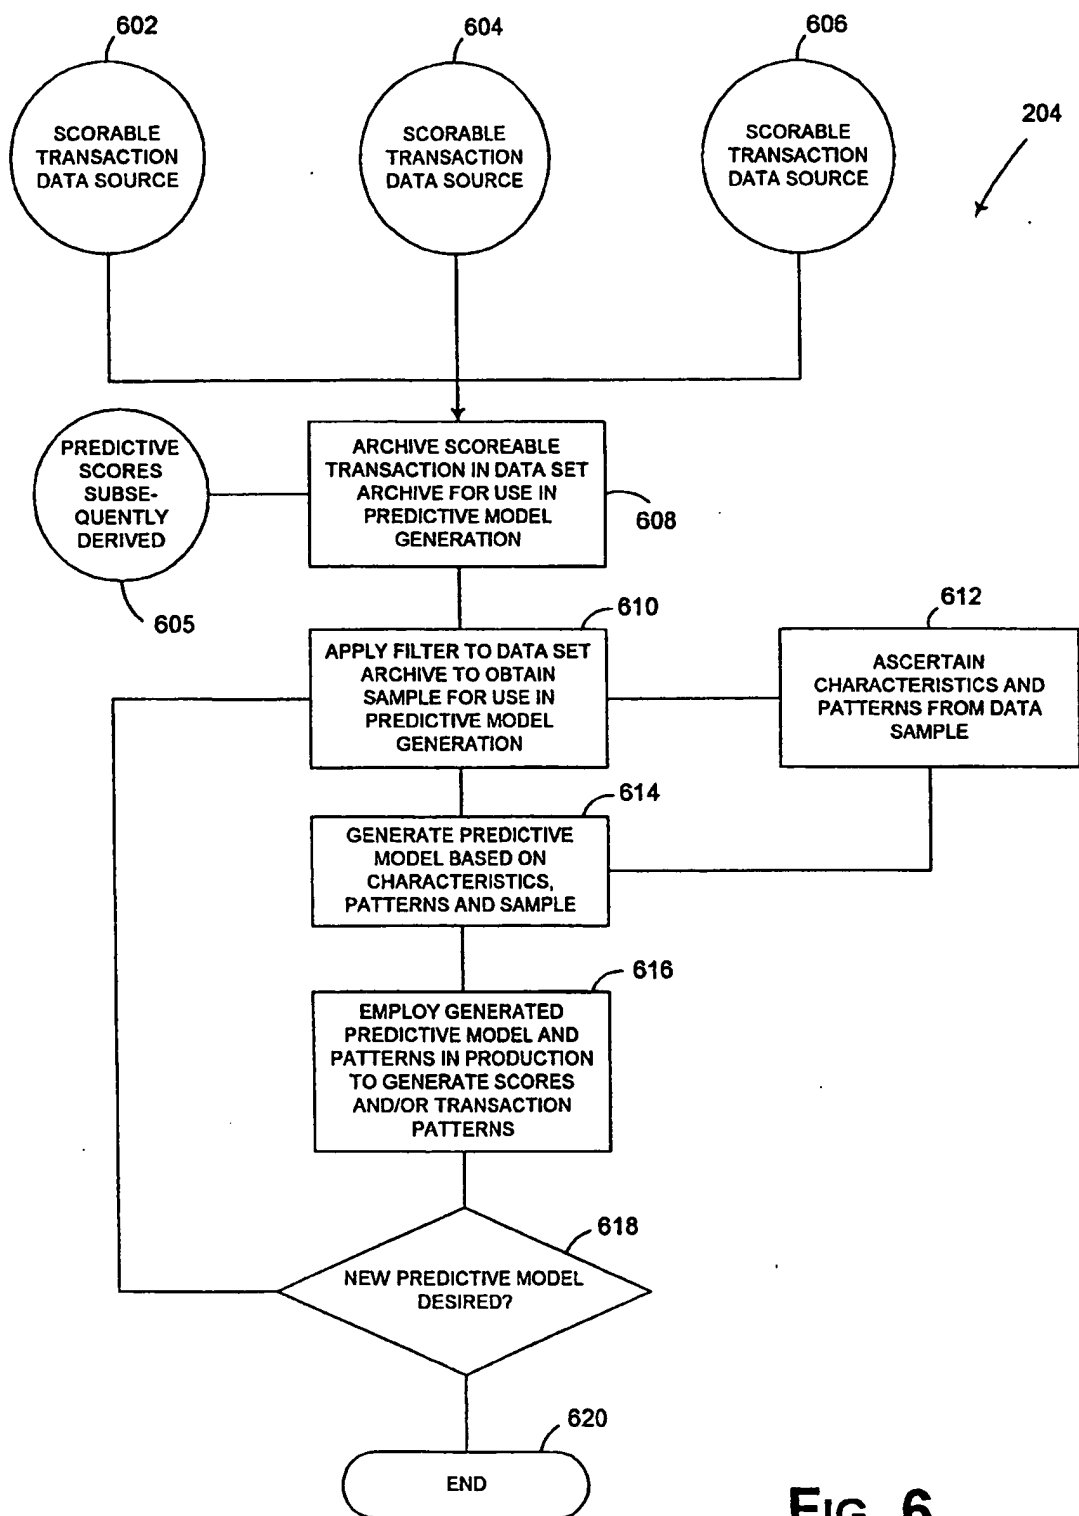 602
604
606
SCORABLE
TRANSACTION
DATA SOURCE
SCORABLE
TRANSACTION
DATA SOURCE
SCORABLE
TRANSACTION
DATA SOURCE
204
PREDICTIVE
SCORES
SUBSE-
QUENTLY
DERIVED
605
ARCHIVE SCOREABLE
TRANSACTION IN DATA SET
ARCHIVE FOR USE IN
PREDICTIVE MODEL
GENERATION
608
610
APPLY FILTER TO DATA SET
ARCHIVE TO OBTAIN
SAMPLE FOR USE IN
PREDICTIVE MODEL
GENERATION
612
ASCERTAIN
CHARACTERISTICS AND
PATTERNS FROM DATA
SAMPLE
614
GENERATE PREDICTIVE
MODEL BASED ON
CHARACTERISTICS,
PATTERNS AND SAMPLE
616
EMPLOY GENERATED
PREDICTIVE MODEL AND
PATTERNS IN PRODUCTION
TO GENERATE SCORES
AND/OR TRANSACTION
PATTERNS
618
NEW PREDICTIVE MODEL
DESIRED?
620
END
FIG. 6